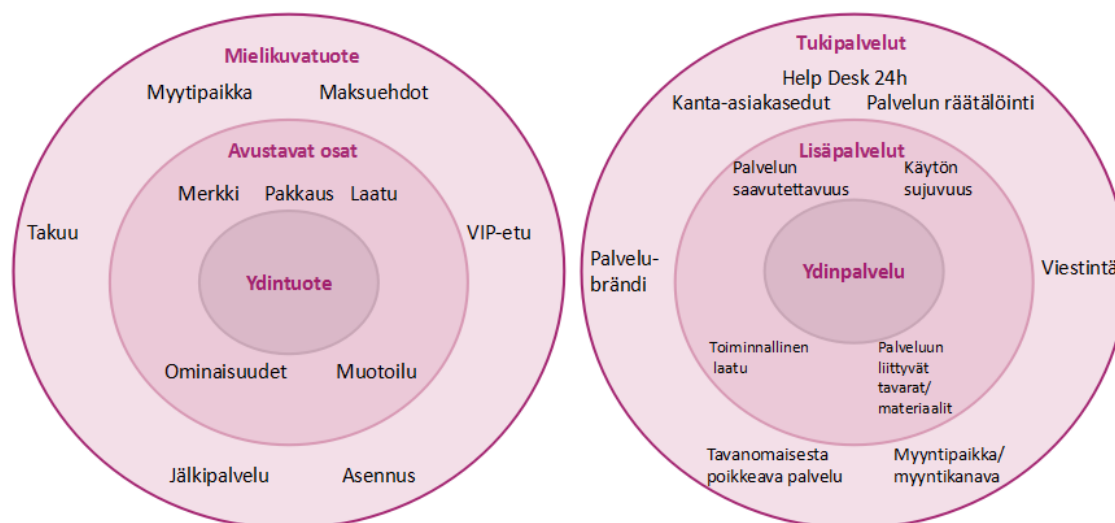 Mielikuvatuote
Myytipaikka
Maksuehdot
Avustavat osat
Merkki
Pakkaus
Laatu
Takuu
VIP-etu
Ydintuote
Ominaisuudet
Muotoilu
Jälkipalvelu
Asennus
Tukipalvelut
Help Desk 24h
Kanta-asiakasedut
Palvelun räätälöinti
Lisäpalvelut
Palvelun
saavutettavuus
Käytön
sujuvuus
Palvelu-
brändi
Ydinpalvelu
Viestintä
Toiminnallinen
laatu
Palveluun
liittyvät
tavarat/
materiaalit
Tavanomaisesta
poikkeava palvelu
Myyntipaikka/
myyntikanava